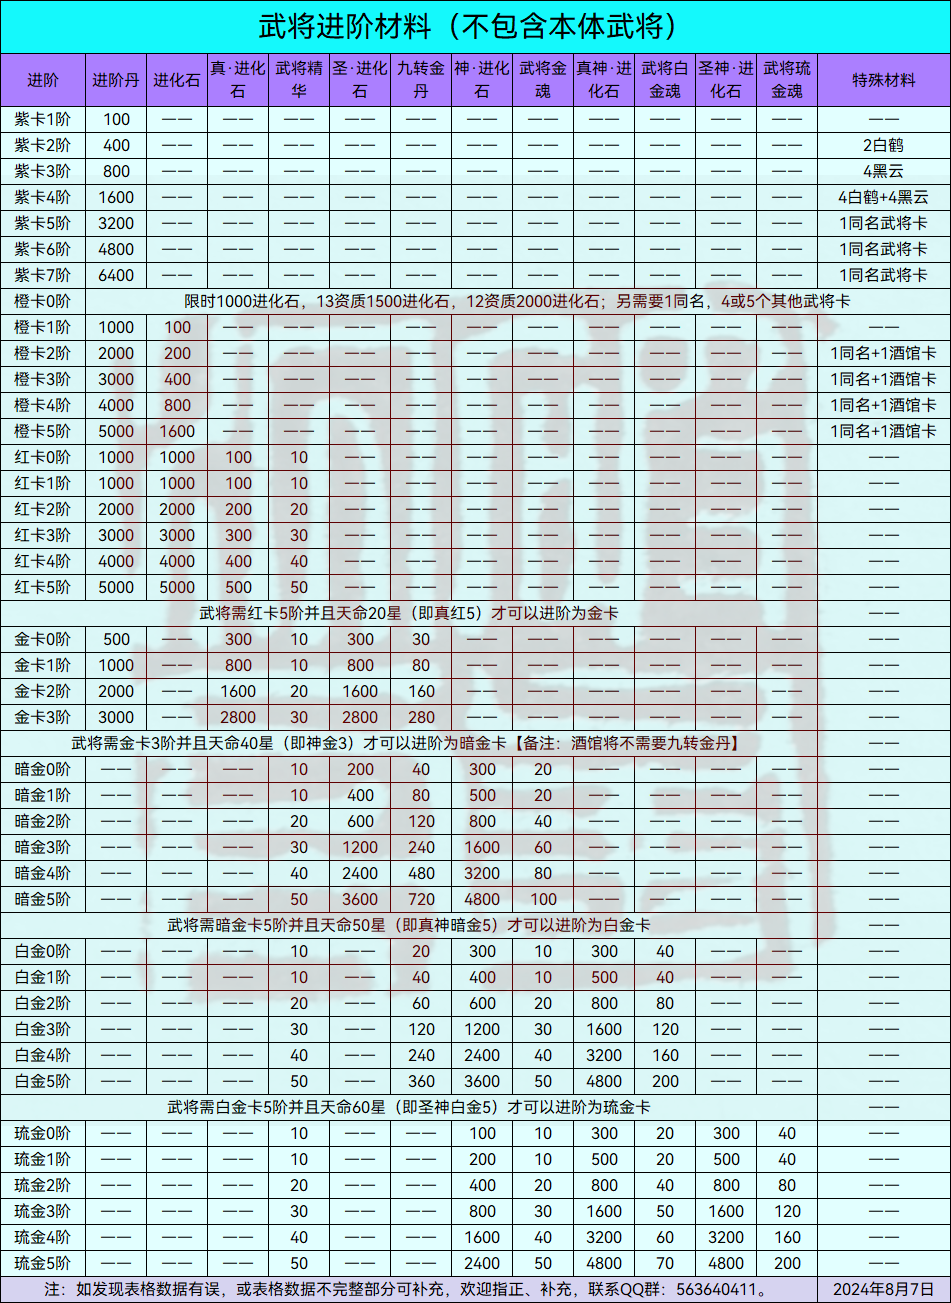 武将进阶材料（不包含本体武将）
进阶 进阶丹 进化石 真·进化石 武将精华 圣·进化石 九转金丹 神·进化石 武将金魂 真神·进化石 武将白金魂 圣神·进化石 武将琉金魂 特殊材料
紫卡1阶 100 —— —— —— —— —— —— —— —— —— —— —— ——
紫卡2阶 400 —— —— —— —— —— —— —— —— —— —— —— 2白鹤
紫卡3阶 800 —— —— —— —— —— —— —— —— —— —— —— 4黑云
紫卡4阶 1600 —— —— —— —— —— —— —— —— —— —— —— 4白鹤+4黑云
紫卡5阶 3200 —— —— —— —— —— —— —— —— —— —— —— 1同名武将卡
紫卡6阶 4800 —— —— —— —— —— —— —— —— —— —— —— 1同名武将卡
紫卡7阶 6400 —— —— —— —— —— —— —— —— —— —— —— 1同名武将卡
橙卡0阶 限时1000进化石，13资质1500进化石，12资质2000进化石；另需要1同名，4或5个其他武将卡
橙卡1阶 1000 100 —— —— —— —— —— —— —— —— —— —— ——
橙卡2阶 2000 200 —— —— —— —— —— —— —— —— —— —— 1同名+1酒馆卡
橙卡3阶 3000 400 —— —— —— —— —— —— —— —— —— —— 1同名+1酒馆卡
橙卡4阶 4000 800 —— —— —— —— —— —— —— —— —— —— 1同名+1酒馆卡
橙卡5阶 5000 1600 —— —— —— —— —— —— —— —— —— —— 1同名+1酒馆卡
红卡0阶 1000 1000 100 10 —— —— —— —— —— —— —— —— ——
红卡1阶 1000 1000 100 10 —— —— —— —— —— —— —— —— ——
红卡2阶 2000 2000 200 20 —— —— —— —— —— —— —— —— ——
红卡3阶 3000 3000 300 30 —— —— —— —— —— —— —— —— ——
红卡4阶 4000 4000 400 40 —— —— —— —— —— —— —— —— ——
红卡5阶 5000 5000 500 50 —— —— —— —— —— —— —— —— ——
武将需红卡5阶并且天命20星（即真红5）才可以进阶为金卡 ——
金卡0阶 500 —— 300 10 300 30 —— —— —— —— —— —— ——
金卡1阶 1000 —— 800 10 800 80 —— —— —— —— —— —— ——
金卡2阶 2000 —— 1600 20 1600 160 —— —— —— —— —— —— ——
金卡3阶 3000 —— 2800 30 2800 280 —— —— —— —— —— —— ——
武将需金卡3阶并且天命40星（即神金3）才可以进阶为暗金卡【备注：酒馆将不需要九转金丹】 ——
暗金0阶 —— —— —— 10 200 40 300 20 —— —— —— —— ——
暗金1阶 —— —— —— 10 400 80 500 20 —— —— —— —— ——
暗金2阶 —— —— —— 20 600 120 800 40 —— —— —— —— ——
暗金3阶 —— —— —— 30 1200 240 1600 60 —— —— —— —— ——
暗金4阶 —— —— —— 40 2400 480 3200 80 —— —— —— —— ——
暗金5阶 —— —— —— 50 3600 720 4800 100 —— —— —— —— ——
武将需暗金卡5阶并且天命50星（即真神暗金5）才可以进阶为白金卡 ——
白金0阶 —— —— —— 10 —— 20 300 10 300 40 —— —— ——
白金1阶 —— —— —— 10 —— 40 400 10 500 40 —— —— ——
白金2阶 —— —— —— 20 —— 60 600 20 800 80 —— —— ——
白金3阶 —— —— —— 30 —— 120 1200 30 1600 120 —— —— ——
白金4阶 —— —— —— 40 —— 240 2400 40 3200 160 —— —— ——
白金5阶 —— —— —— 50 —— 360 3600 50 4800 200 —— —— ——
武将需白金卡5阶并且天命60星（即圣神白金5）才可以进阶为琉金卡 ——
琉金0阶 —— —— —— 10 —— —— 100 10 300 20 300 40 ——
琉金1阶 —— —— —— 10 —— —— 200 10 500 20 500 40 ——
琉金2阶 —— —— —— 20 —— —— 400 20 800 40 800 80 ——
琉金3阶 —— —— —— 30 —— —— 800 30 1600 50 1600 120 ——
琉金4阶 —— —— —— 40 —— —— 1600 40 3200 60 3200 160 ——
琉金5阶 —— —— —— 50 —— —— 2400 50 4800 70 4800 200 ——
注：如发现表格数据有误，或表格数据不完整部分可补充，欢迎指正、补充，联系QQ群：563640411。 2024年8月7日